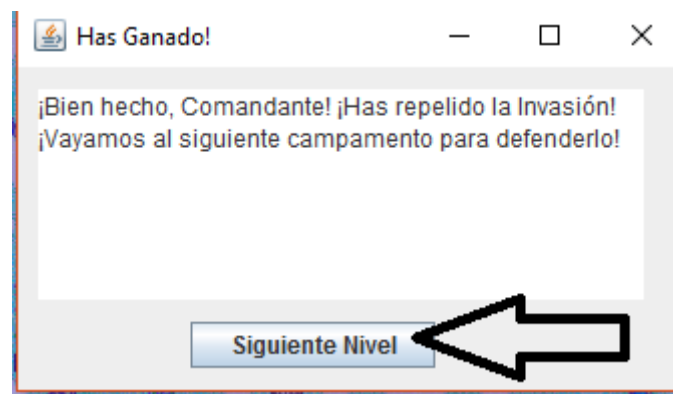 Has Ganado!
¡Bien hecho, Comandante! ¡Has repelido la Invasión!
¡Vayamos al siguiente campamento para defenderlo!
Siguiente Nivel